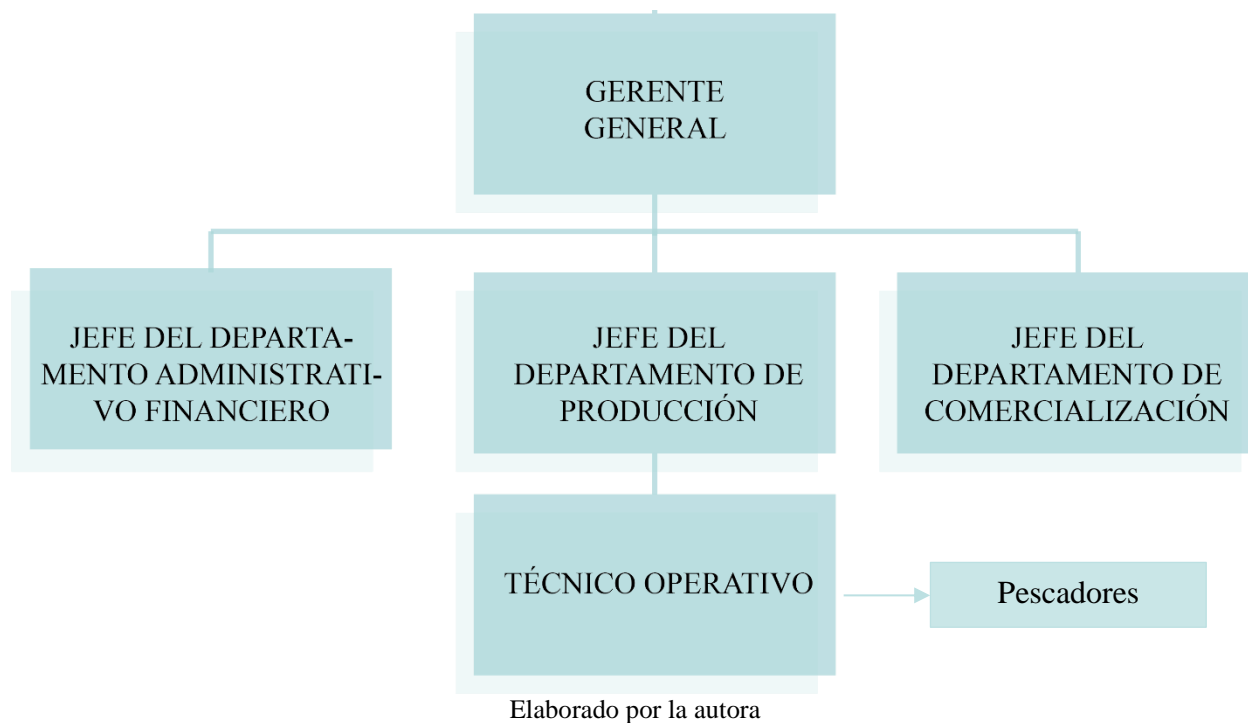 GERENTE
GENERAL
JEFE DEL DEPARTA-
MENTO ADMINISTRATI-
VO FINANCIERO
JEFE DEL
DEPARTAMENTO DE
PRODUCCIÓN
JEFE DEL
DEPARTAMENTO DE
COMERCIALIZACIÓN
TÉCNICO OPERATIVO
Pescadores
Elaborado por la autora